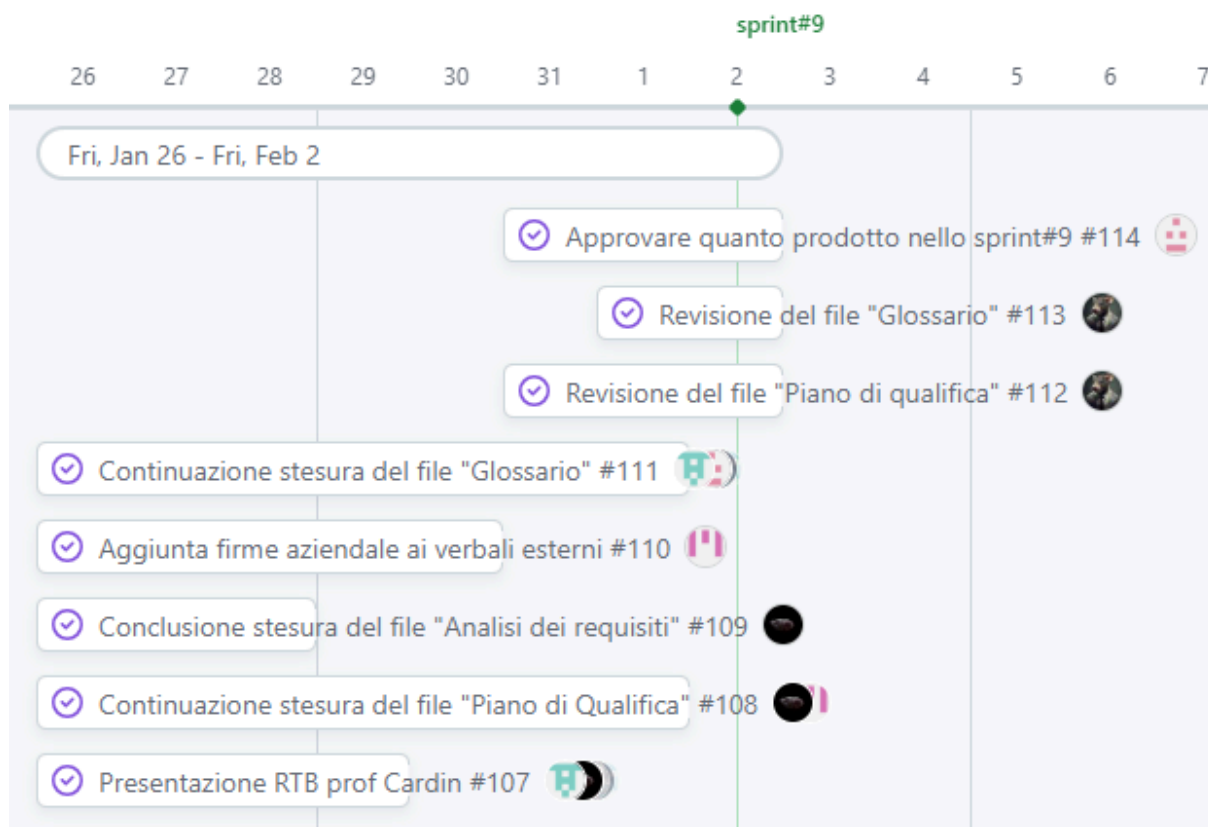 sprint#9
26 27 28 29 30 31 1 2 3 4 5 6 7
Fri, Jan 26 - Fri, Feb 2
Approvare quanto prodotto nello sprint#9 #114
Revisione del file "Glossario" #113
Revisione del file "Piano di qualifica" #112
Continuazione stesura del file "Glossario" #111
Aggiunta firme aziendale ai verbali esterni #110
Conclusione stesura del file "Analisi dei requisiti" #109
Continuazione stesura del file "Piano di Qualifica" #108
Presentazione RTB prof Cardin #107